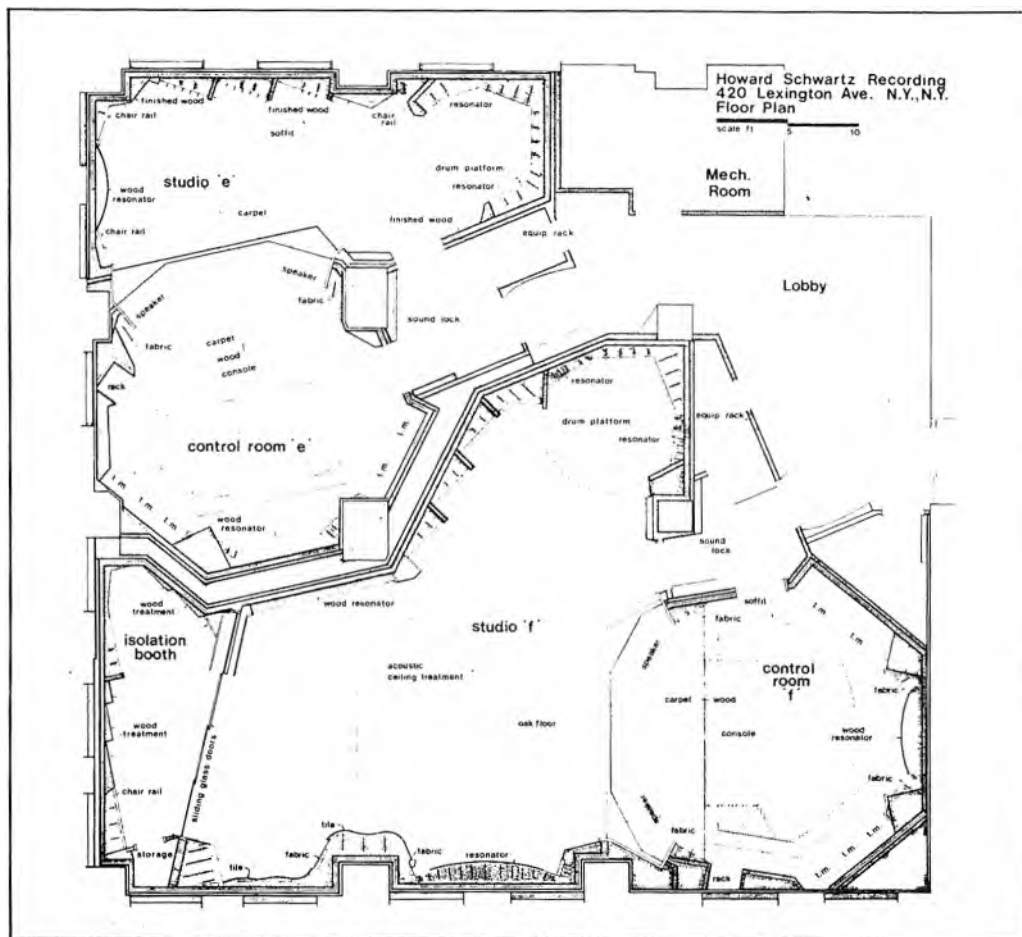 Howard Schwartz Recording
420 Lexington Ave. N.Y.,N.Y.
Floor Plan
scale ft 5 10
Mech.
Room
Lobby
finished wood
finished wood
chair rail
soffit
chair
rail
resonator
studio 'e'
wood
resonator
drum platform
resonator
carpet
finished wood
chair rail
equip rack
speaker
speaker
fabric
sound lock
fabric
carpet
wood
console
rack
control room 'e'
t.m.
t.m.
t.m.
t.m.
t.m.
wood
resonator
resonator
drum platform
resonator
equip rack
sound
lock
wood
treatment
isolation
booth
wood
treatment
chair rail
storage
sliding glass doors
wood resonator
studio 'f'
acoustic
ceiling treatment
oak floor
tile
fabric
tile
fabric
resonator
soffit
fabric
speaker
t.m.
t.m.
control
room
'f'
fabric
carpet
wood
console
wood
resonator
fabric
speaker
fabric
rack
t.m.
t.m.
t.m.